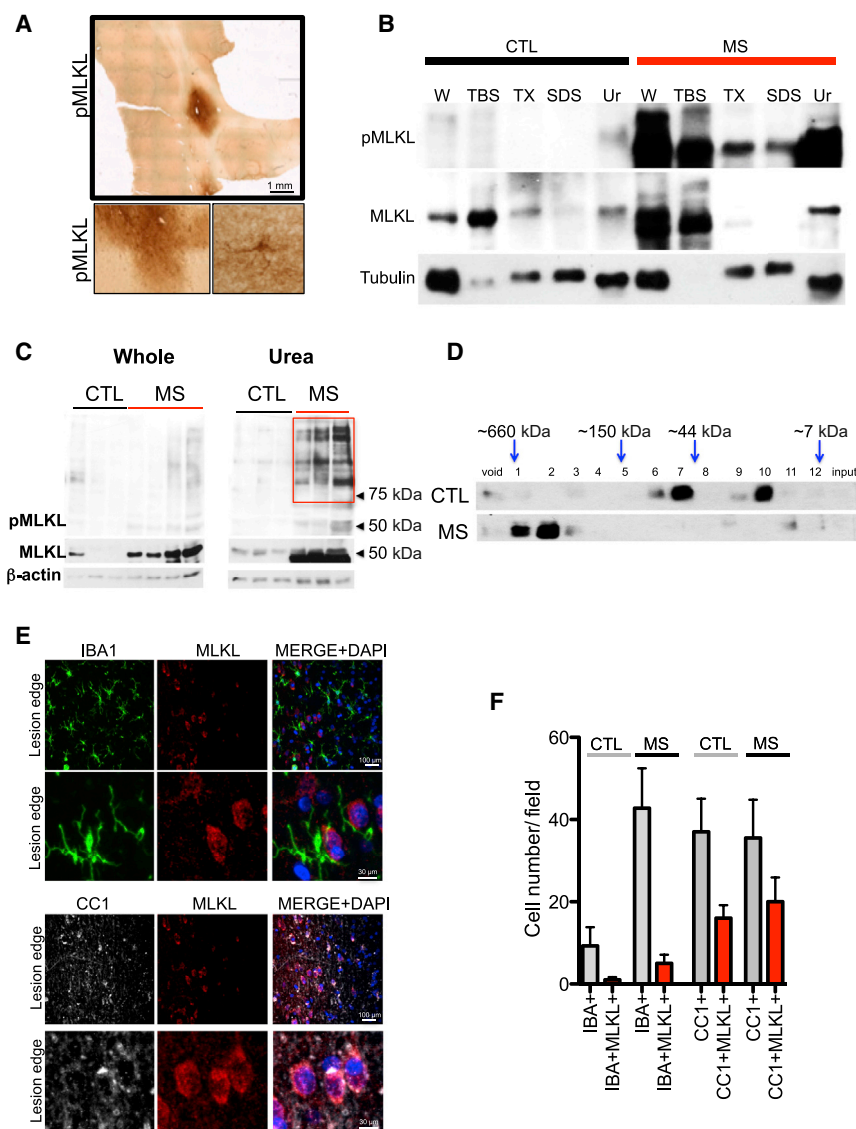 A
pMLKL
1 mm
pMLKL
B
CTL MS
W TBS TX SDS Ur W TBS TX SDS Ur
pMLKL
MLKL
Tubulin
C
Whole Urea
CTL MS CTL MS
75 kDa
pMLKL 50 kDa
MLKL 50 kDa
β-actin
D
~660 kDa ~150 kDa ~44 kDa ~7 kDa
void 1 2 3 4 5 6 7 8 9 10 11 12 input
CTL
MS
E
IBA1 MLKL MERGE+DAPI
Lesion edge
100 µm
Lesion edge
30 µm
CC1 MLKL MERGE+DAPI
Lesion edge
100 µm
Lesion edge
30 µm
F
Cell number/ field
60
40
20
0
CTL MS CTL MS
IBA+
IBA+MLKL+
IBA+
IBA+MLKL+
CC1+
CC1+MLKL+
CC1+
CC1+MLKL+